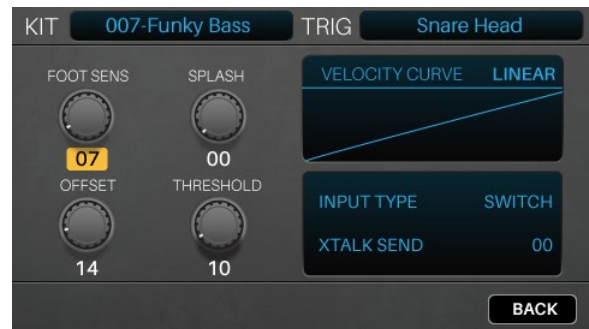 KIT 007-Funky Bass TRIG Snare Head
FOOT SENS SPLASH
07 00
OFFSET THRESHOLD
14 10
VELOCITY CURVE LINEAR
INPUT TYPE SWITCH
XTALK SEND 00
BACK